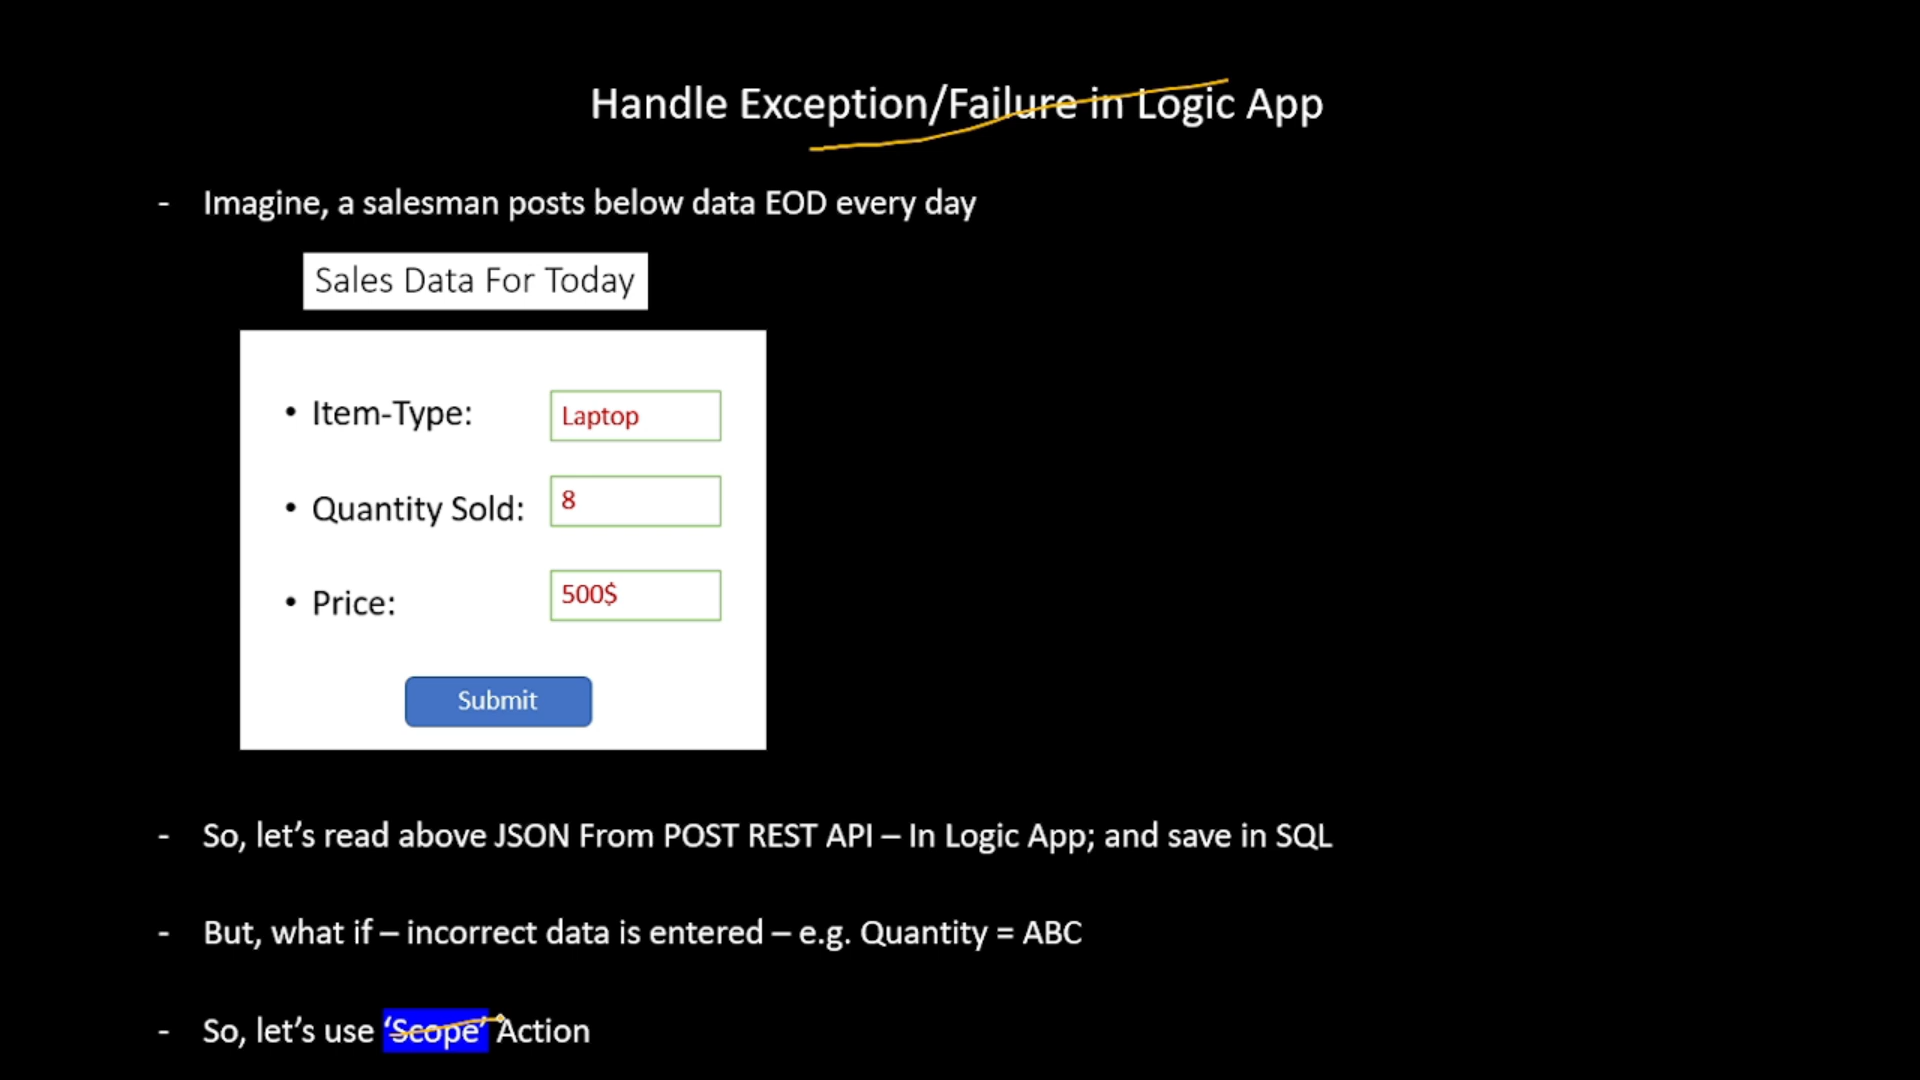 Handle Exception/Failure in Logic App
- Imagine, a salesman posts below data EOD every day
Sales Data For Today
• Item-Type: Laptop
• Quantity Sold: 8
• Price: 500$
Submit
- So, let’s read above JSON From POST REST API – In Logic App; and save in SQL
- But, what if – incorrect data is entered – e.g. Quantity = ABC
- So, let’s use ‘Scope’ Action